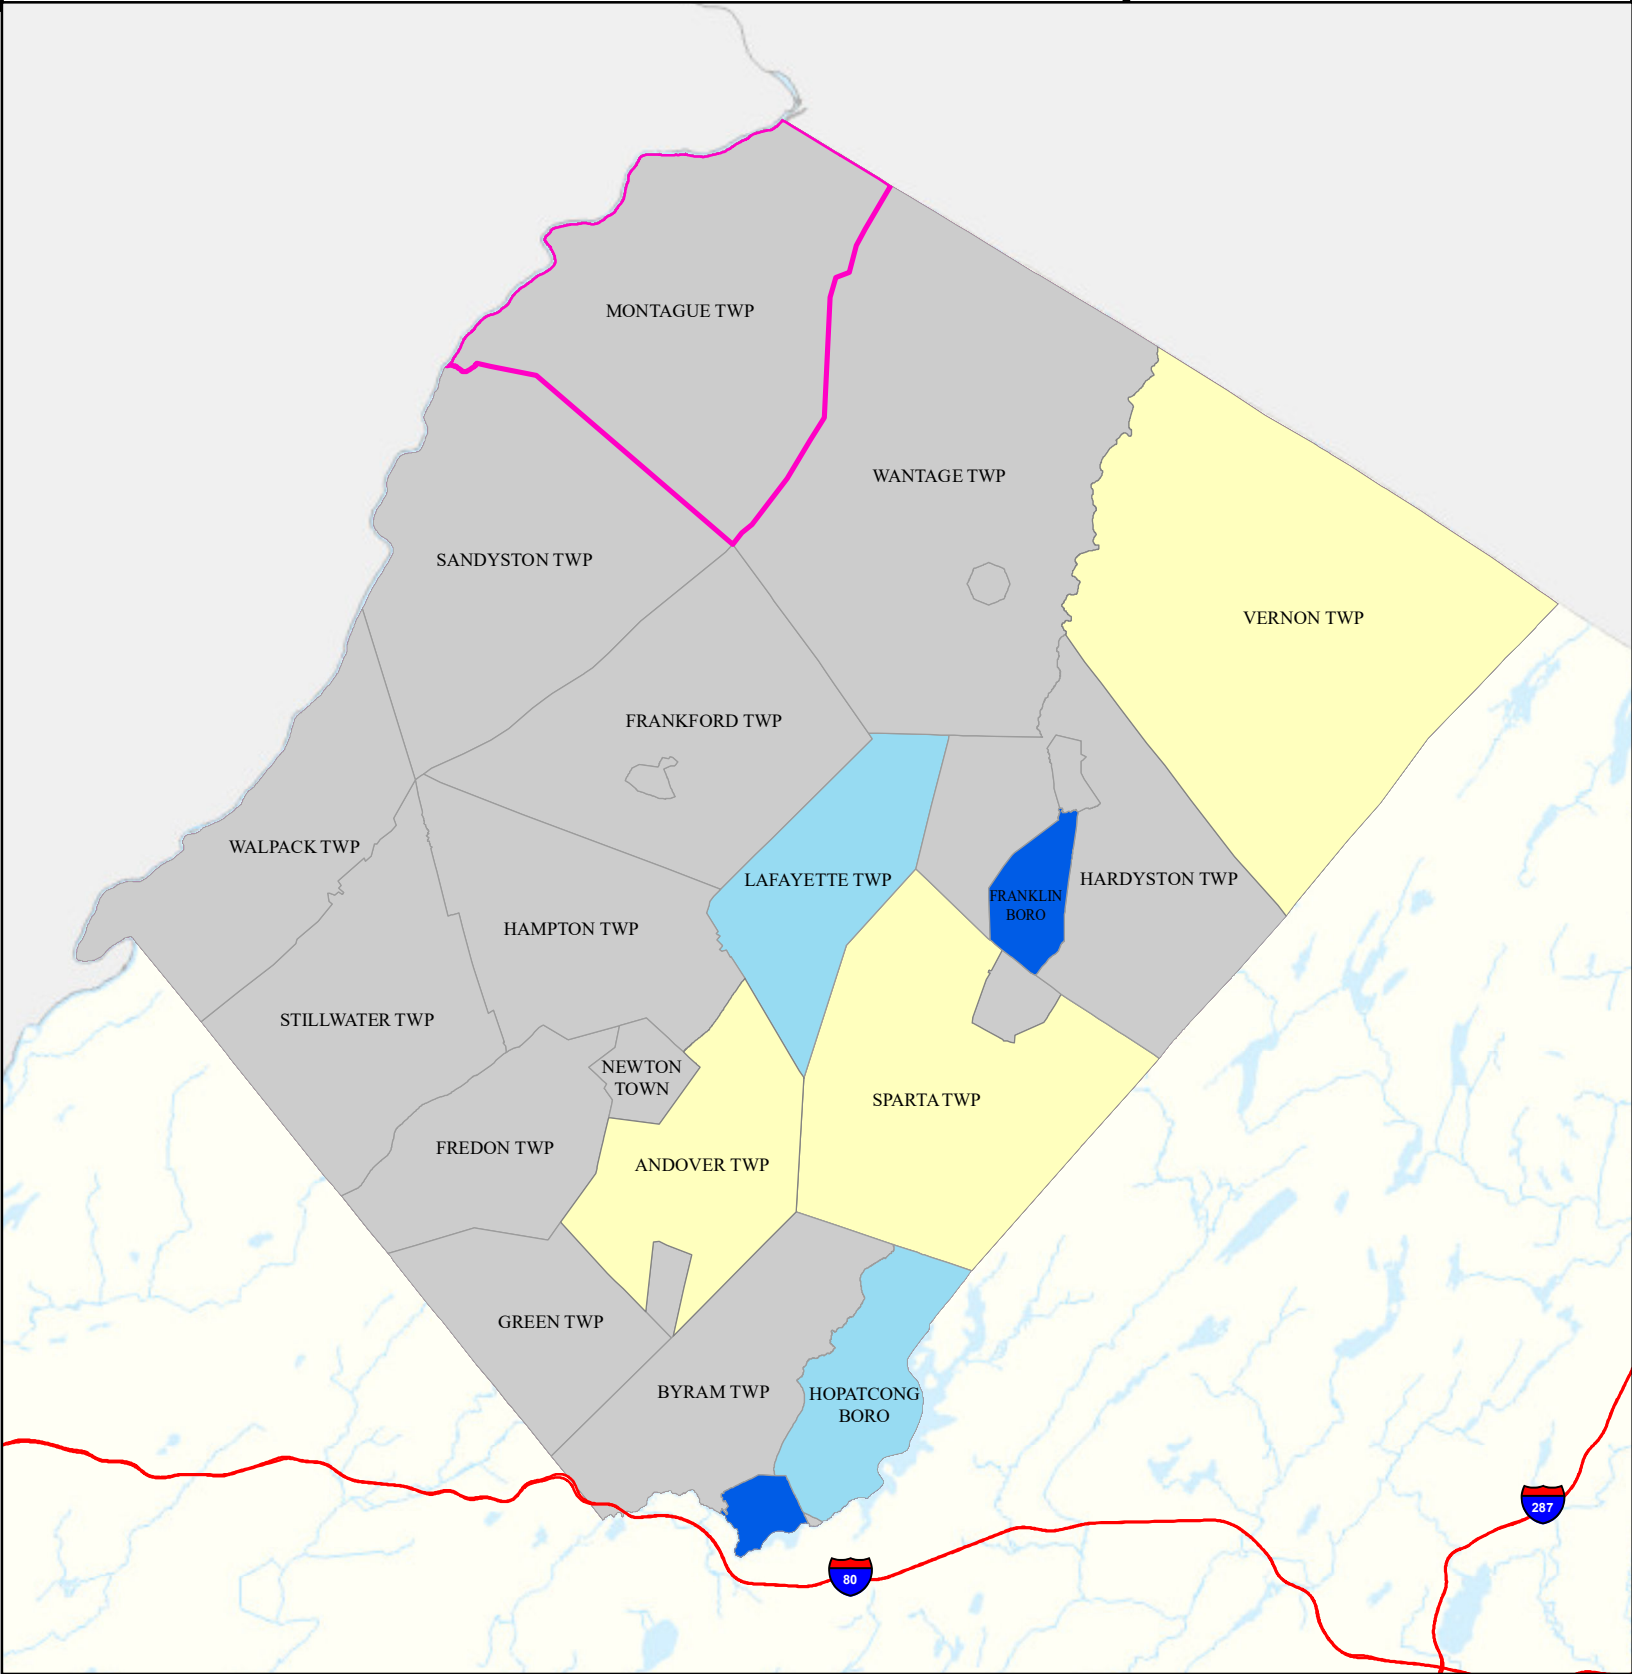 MONTAGUE TWP
WANTAGE TWP
SANDYSTON TWP
VERNON TWP
FRANKFORD TWP
WALPACK TWP
LAFAYETTE TWP
HARDYSTON TWP
FRANKLIN
BORO
HAMPTON TWP
STILLWATER TWP
NEWTON
TOWN
SPARTA TWP
FREDON TWP
ANDOVER TWP
GREEN TWP
BYRAM TWP
HOPATCONG
BORO
287
80